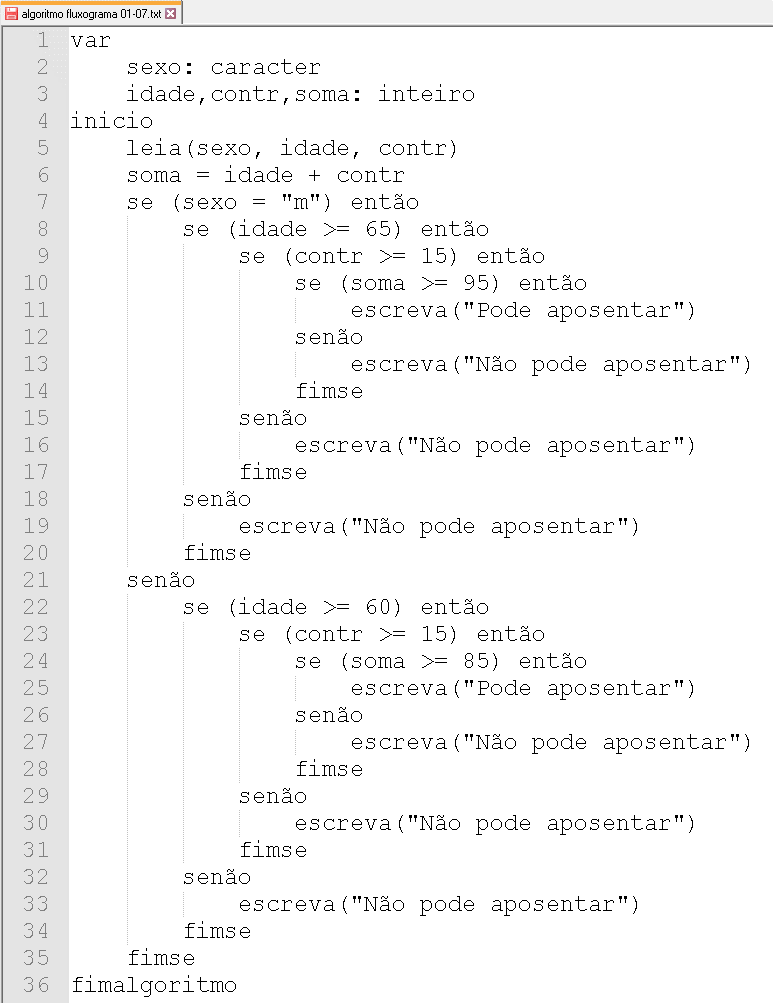 algoritmo fluxograma 01-07.txt
1 var
2     sexo: caracter
3     idade,contr,soma: inteiro
4 inicio
5     leia(sexo, idade, contr)
6     soma = idade + contr
7     se (sexo = "m") então
8         se (idade >= 65) então
9             se (contr >= 15) então
10                 se (soma >= 95) então
11                     escreva("Pode aposentar")
12                 senão
13                     escreva("Não pode aposentar")
14                 fimse
15             senão
16                 escreva("Não pode aposentar")
17             fimse
18         senão
19             escreva("Não pode aposentar")
20         fimse
21     senão
22         se (idade >= 60) então
23             se (contr >= 15) então
24                 se (soma >= 85) então
25                     escreva("Pode aposentar")
26                 senão
27                     escreva("Não pode aposentar")
28                 fimse
29             senão
30                 escreva("Não pode aposentar")
31             fimse
32         senão
33             escreva("Não pode aposentar")
34         fimse
35     fimse
36 fimalgoritmo